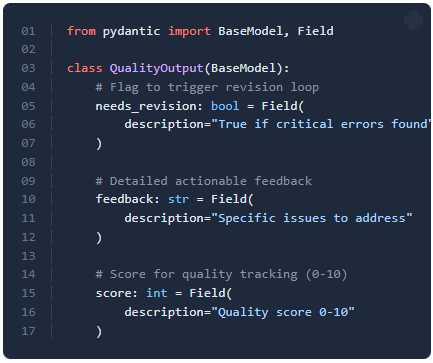 01 from pydantic import BaseModel, Field
02
03 class QualityOutput(BaseModel):
04     # Flag to trigger revision loop
05     needs_revision: bool = Field(
06         description="True if critical errors found"
07     )
08
09     # Detailed actionable feedback
10     feedback: str = Field(
11         description="Specific issues to address"
12     )
13
14     # Score for quality tracking (0-10)
15     score: int = Field(
16         description="Quality score 0-10"
17     )